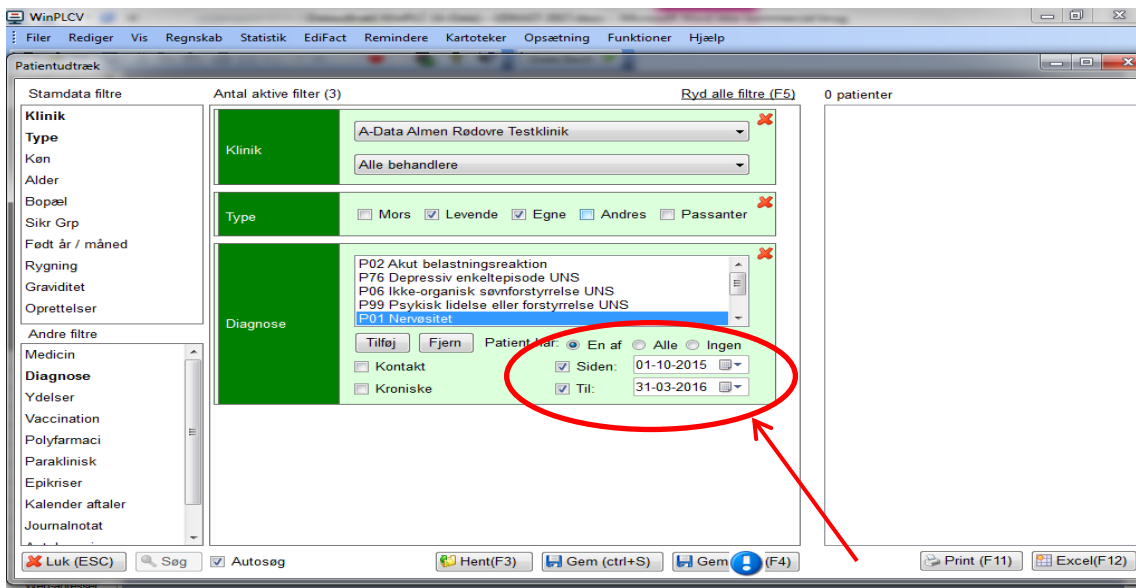 WinPLCV
Filer Rediger Vis Regnskab Statistik EdiFact Remindere Kartoteker Opsætning Funktioner Hjælp
Patientudtræk
Stamdata filtre
Klinik
Type
Køn
Alder
Bopæl
Sikr Grp
Født år / måned
Rygning
Graviditet
Oprettelser
Andre filtre
Medicin
Diagnose
Ydelser
Vaccination
Polyfarmaci
Paraklinisk
Epikriser
Kalender aftaler
Journalnotat
Antal aktive filter (3) Ryd alle filtre (F5)
Klinik
A-Data Almen Rødovre Testklinik
Alle behandlere
Type Mors Levende Egne Andres Passanter
Diagnose
P02 Akut belastningsreaktion
P76 Depressiv enkeltepisode UNS
P06 Ikke-organisk søvnforstyrrelse UNS
P99 Psykisk lidelse eller forstyrrelse UNS
P01 Nervøsitet
Tilføj Fjern Patient har: En af Alle Ingen
Kontakt Siden: 01-10-2015
Kroniske Til: 31-03-2016
0 patienter
Luk (ESC) Søg Autosøg Hent(F3) Gem (ctrl+S) Gem (F4) Print (F11) Excel(F12)